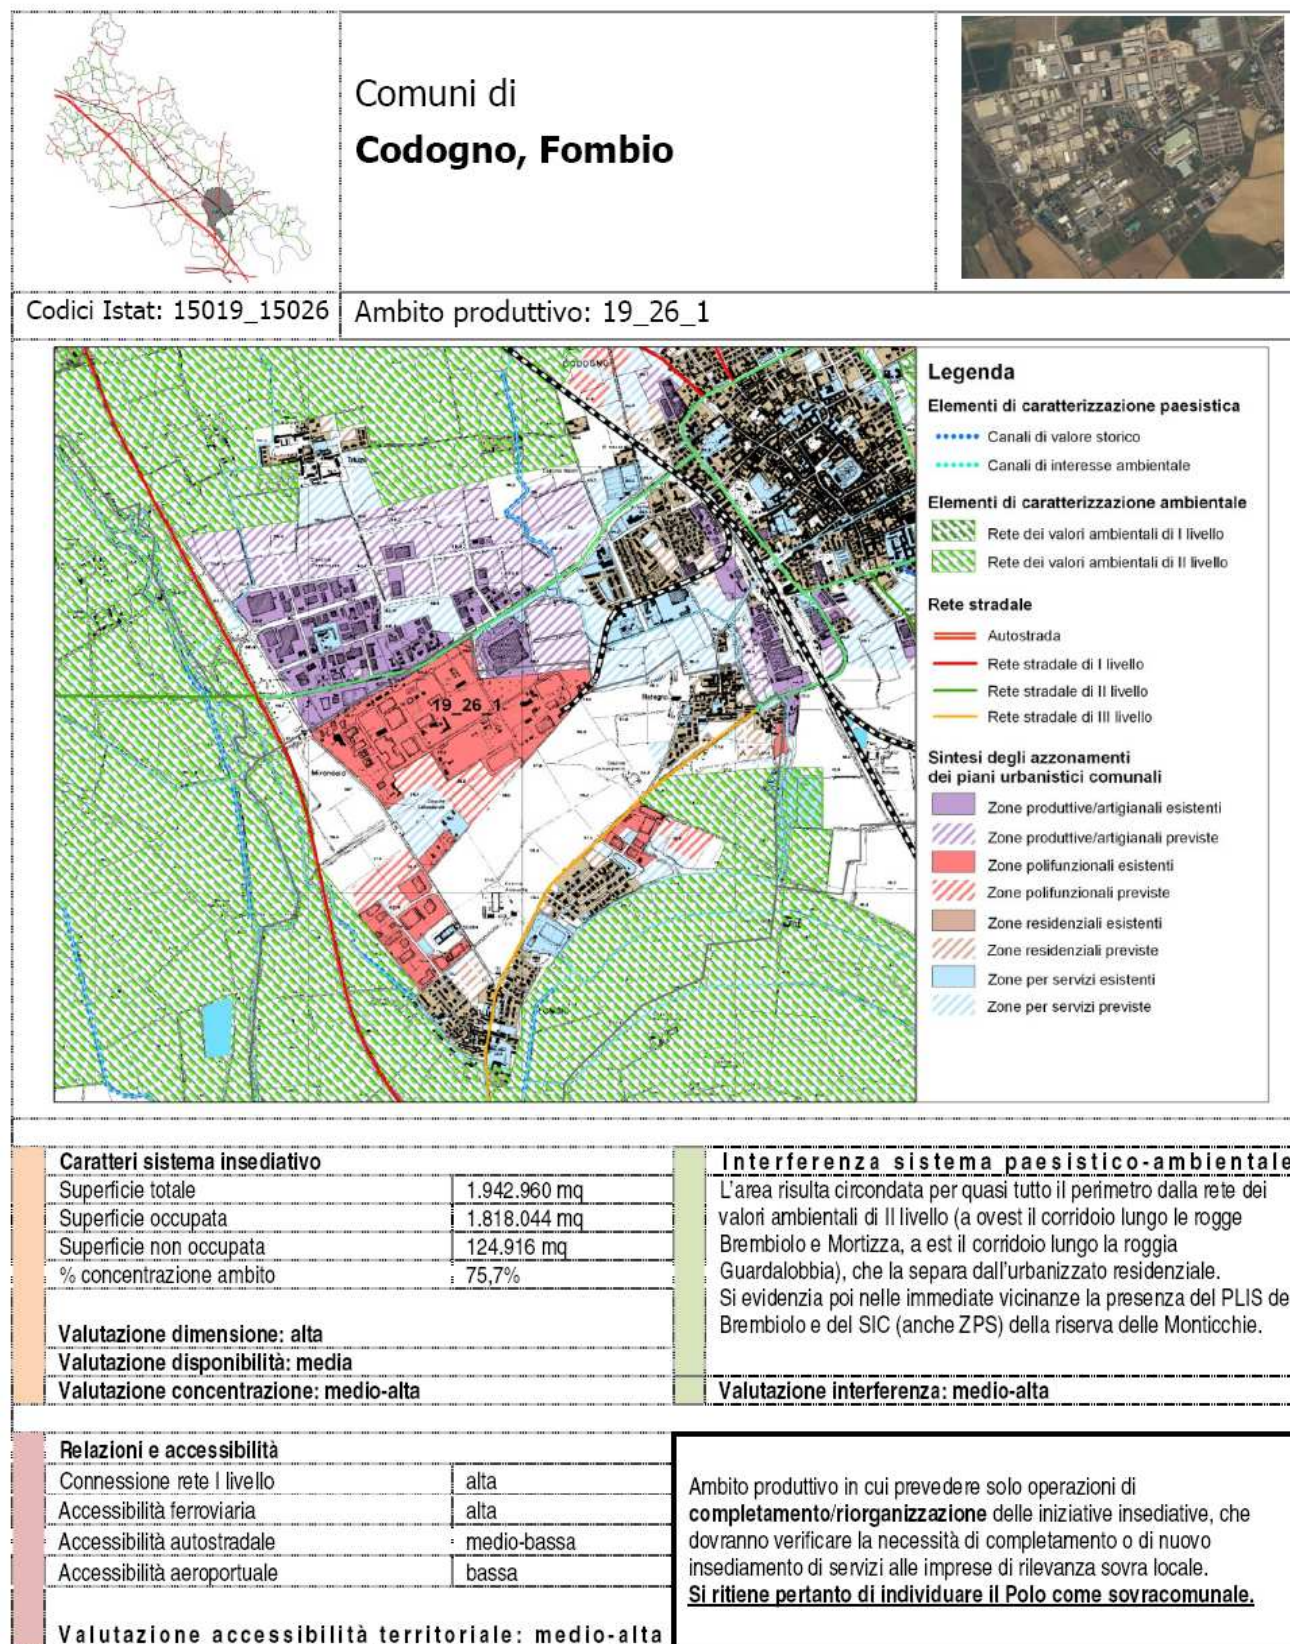 Comuni di
Codogno, Fombio
Codici Istat: 15019_15026
Ambito produttivo: 19_26_1
19_26_1
Legenda
Elementi di caratterizzazione paesistica
Canali di valore storico
Canali di interesse ambientale
Elementi di caratterizzazione ambientale
Rete dei valori ambientali di I livello
Rete dei valori ambientali di II livello
Rete stradale
Autostrada
Rete stradale di I livello
Rete stradale di II livello
Rete stradale di III livello
Sintesi degli azzonamenti
dei piani urbanistici comunali
Zone produttive/artigianali esistenti
Zone produttive/artigianali previste
Zone polifunzionali esistenti
Zone polifunzionali previste
Zone residenziali esistenti
Zone residenziali previste
Zone per servizi esistenti
Zone per servizi previste
Caratteri sistema insediativo
Superficie totale 1.942.960 mq
Superficie occupata 1.818.044 mq
Superficie non occupata 124.916 mq
% concentrazione ambito 75,7%
Valutazione dimensione: alta
Valutazione disponibilità: media
Valutazione concentrazione: medio-alta
Interferenza sistema paesistico-ambientale
L'area risulta circondata per quasi tutto il perimetro dalla rete dei
valori ambientali di II livello (a ovest il corridoio lungo le rogge
Brembiolo e Mortizza, a est il corridoio lungo la roggia
Guardalobbia), che la separa dall'urbanizzato residenziale.
Si evidenzia poi nelle immediate vicinanze la presenza del PLIS de
Brembiolo e del SIC (anche ZPS) della riserva delle Monticchie.
Valutazione interferenza: medio-alta
Relazioni e accessibilità
Connessione rete I livello alta
Accessibilità ferroviaria alta
Accessibilità autostradale medio-bassa
Accessibilità aeroportuale bassa
Valutazione accessibilità territoriale: medio-alta
Ambito produttivo in cui prevedere solo operazioni di
completamento/riorganizzazione delle iniziative insediative, che
dovranno verificare la necessità di completamento o di nuovo
insediamento di servizi alle imprese di rilevanza sovra locale.
Si ritiene pertanto di individuare il Polo come sovracomunale.